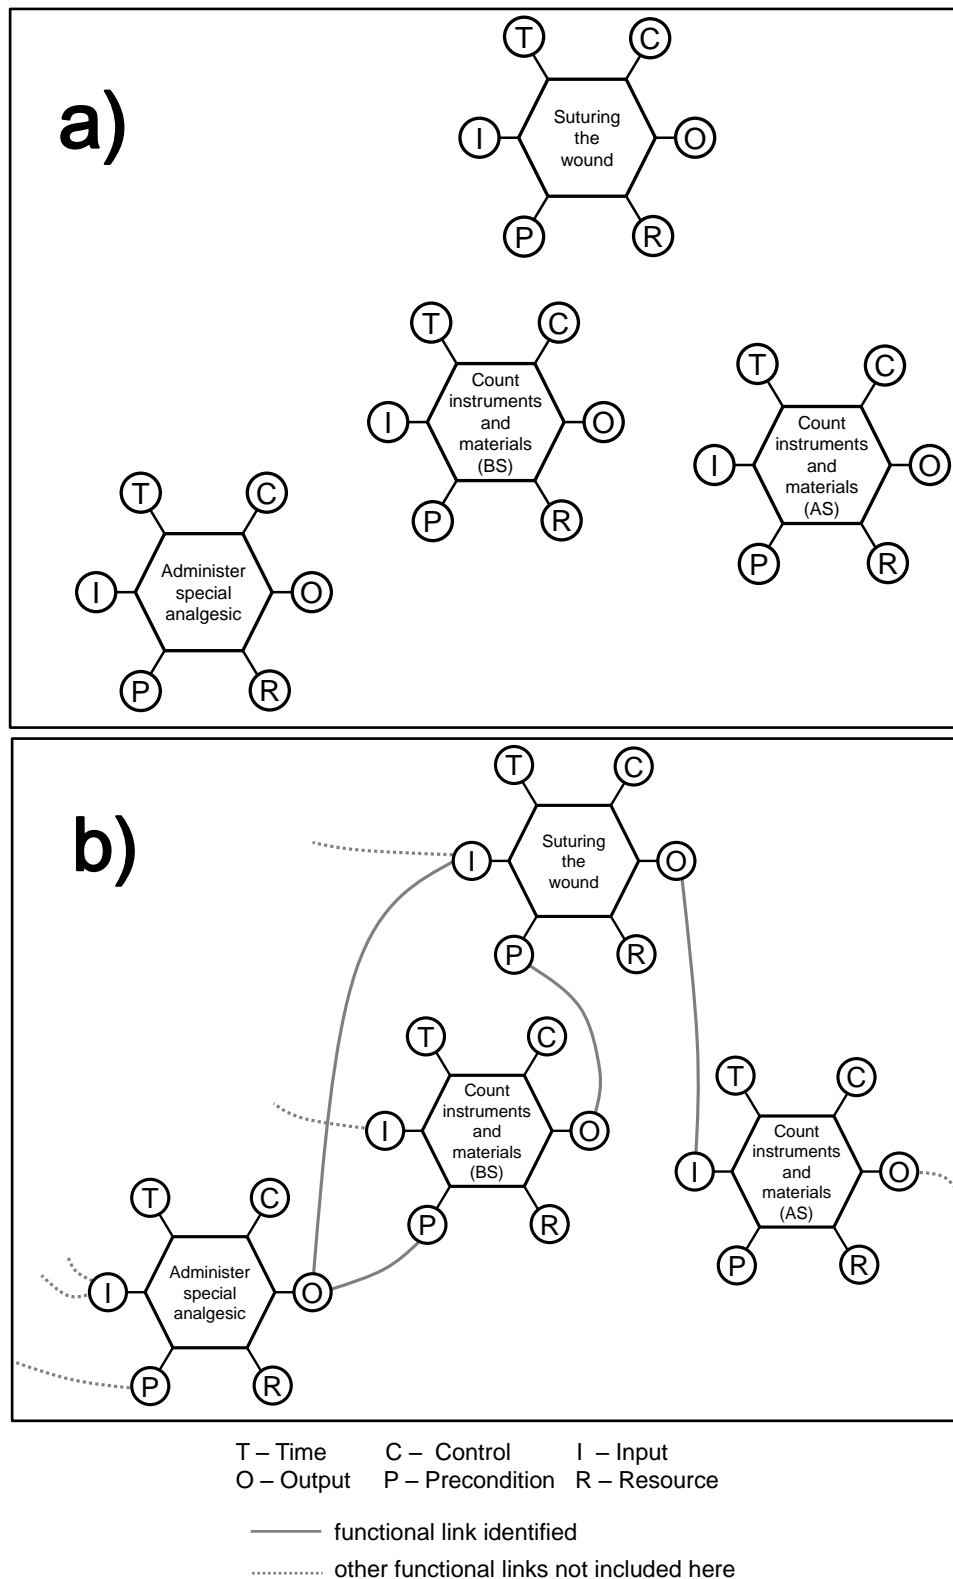 a)
T
C
Suturing
the
wound
I
O
P
R
T
C
Count
instruments
and
materials
(BS)
I
O
P
R
T
C
Count
instruments
and
materials
(AS)
I
O
P
R
T
C
Administer
special
analgesic
I
O
P
R
b)
T
C
Suturing
the
wound
I
O
P
R
T
C
Count
instruments
and
materials
(BS)
I
O
P
R
T
C
Count
instruments
and
materials
(AS)
I
O
P
R
T
C
Administer
special
analgesic
I
O
P
R
T – Time C – Control I – Input
O – Output P – Precondition R – Resource
functional link identified
other functional links not included here